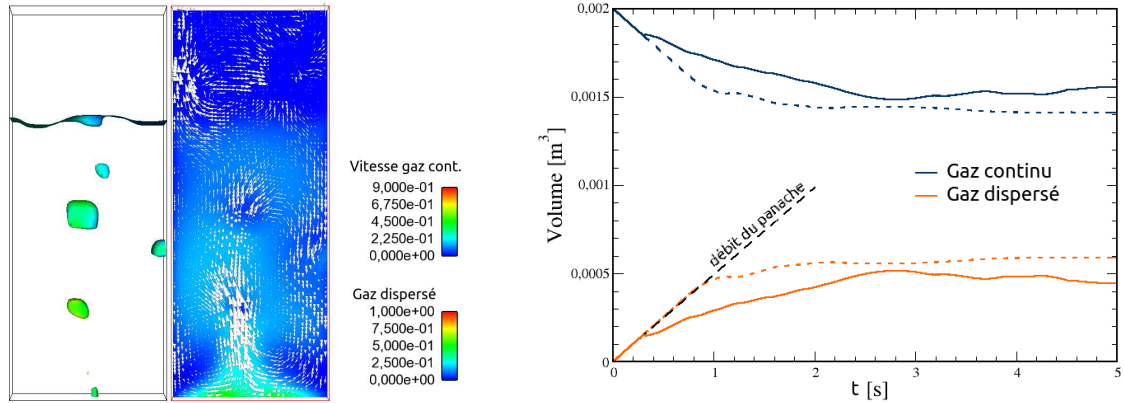 Vitesse gaz cont.
9,000e-01
6,750e-01
4,500e-01
2,250e-01
0,000e+00
Gaz dispersé
1,000e+00
7,500e-01
5,000e-01
2,500e-01
0,000e+00
0,002
0,0015
0,001
0,0005
0
Volume [m³]
débit du panache
Gaz continu
Gaz dispersé
0 1 2 3 4 5
t [s]